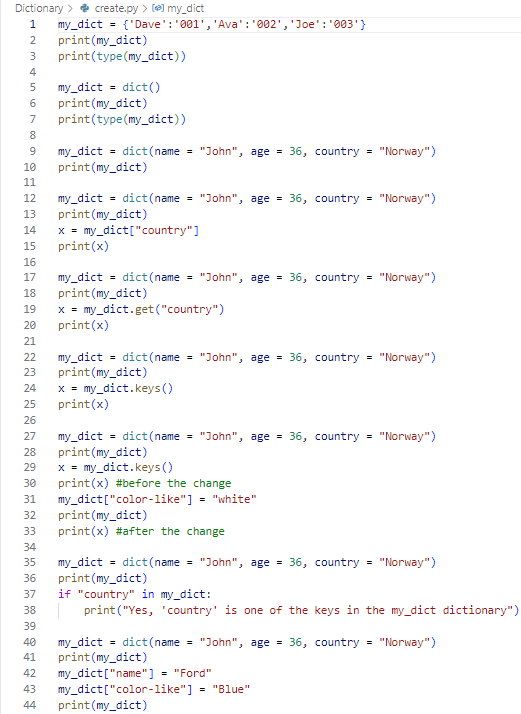 Dictionary > create.py > my_dict
1 my_dict = {'Dave':'001','Ava':'002','Joe':'003'}
2 print(my_dict)
3 print(type(my_dict))
4
5 my_dict = dict()
6 print(my_dict)
7 print(type(my_dict))
8
9 my_dict = dict(name = "John", age = 36, country = "Norway")
10 print(my_dict)
11
12 my_dict = dict(name = "John", age = 36, country = "Norway")
13 print(my_dict)
14 x = my_dict["country"]
15 print(x)
16
17 my_dict = dict(name = "John", age = 36, country = "Norway")
18 print(my_dict)
19 x = my_dict.get("country")
20 print(x)
21
22 my_dict = dict(name = "John", age = 36, country = "Norway")
23 print(my_dict)
24 x = my_dict.keys()
25 print(x)
26
27 my_dict = dict(name = "John", age = 36, country = "Norway")
28 print(my_dict)
29 x = my_dict.keys()
30 print(x) #before the change
31 my_dict["color-like"] = "white"
32 print(my_dict)
33 print(x) #after the change
34
35 my_dict = dict(name = "John", age = 36, country = "Norway")
36 print(my_dict)
37 if "country" in my_dict:
38     print("Yes, 'country' is one of the keys in the my_dict dictionary")
39
40 my_dict = dict(name = "John", age = 36, country = "Norway")
41 print(my_dict)
42 my_dict["name"] = "Ford"
43 my_dict["color-like"] = "Blue"
44 print(my_dict)